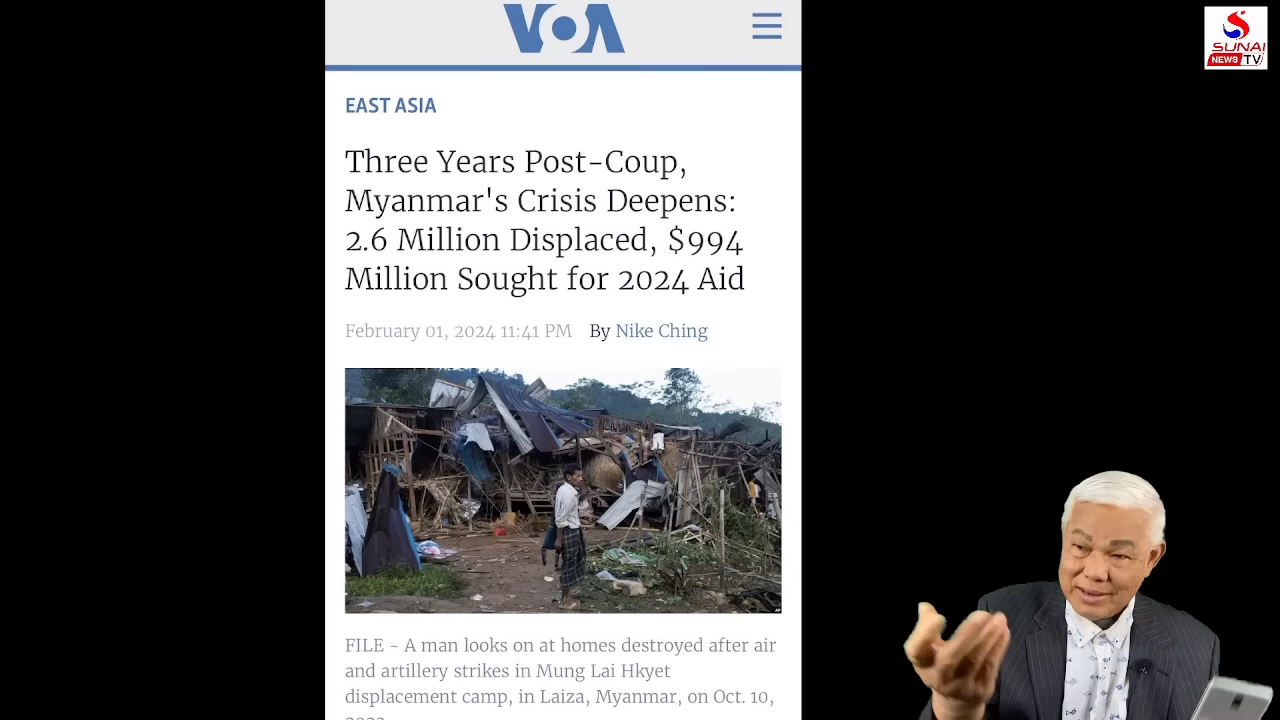 VOA
SUNAI
NEWS TV
EAST ASIA
Three Years Post-Coup,
Myanmar's Crisis Deepens:
2.6 Million Displaced, $994
Million Sought for 2024 Aid
February 01, 2024 11:41 PM By Nike Ching
AP
FILE - A man looks on at homes destroyed after air
and artillery strikes in Mung Lai Hkyet
displacement camp, in Laiza, Myanmar, on Oct. 10,